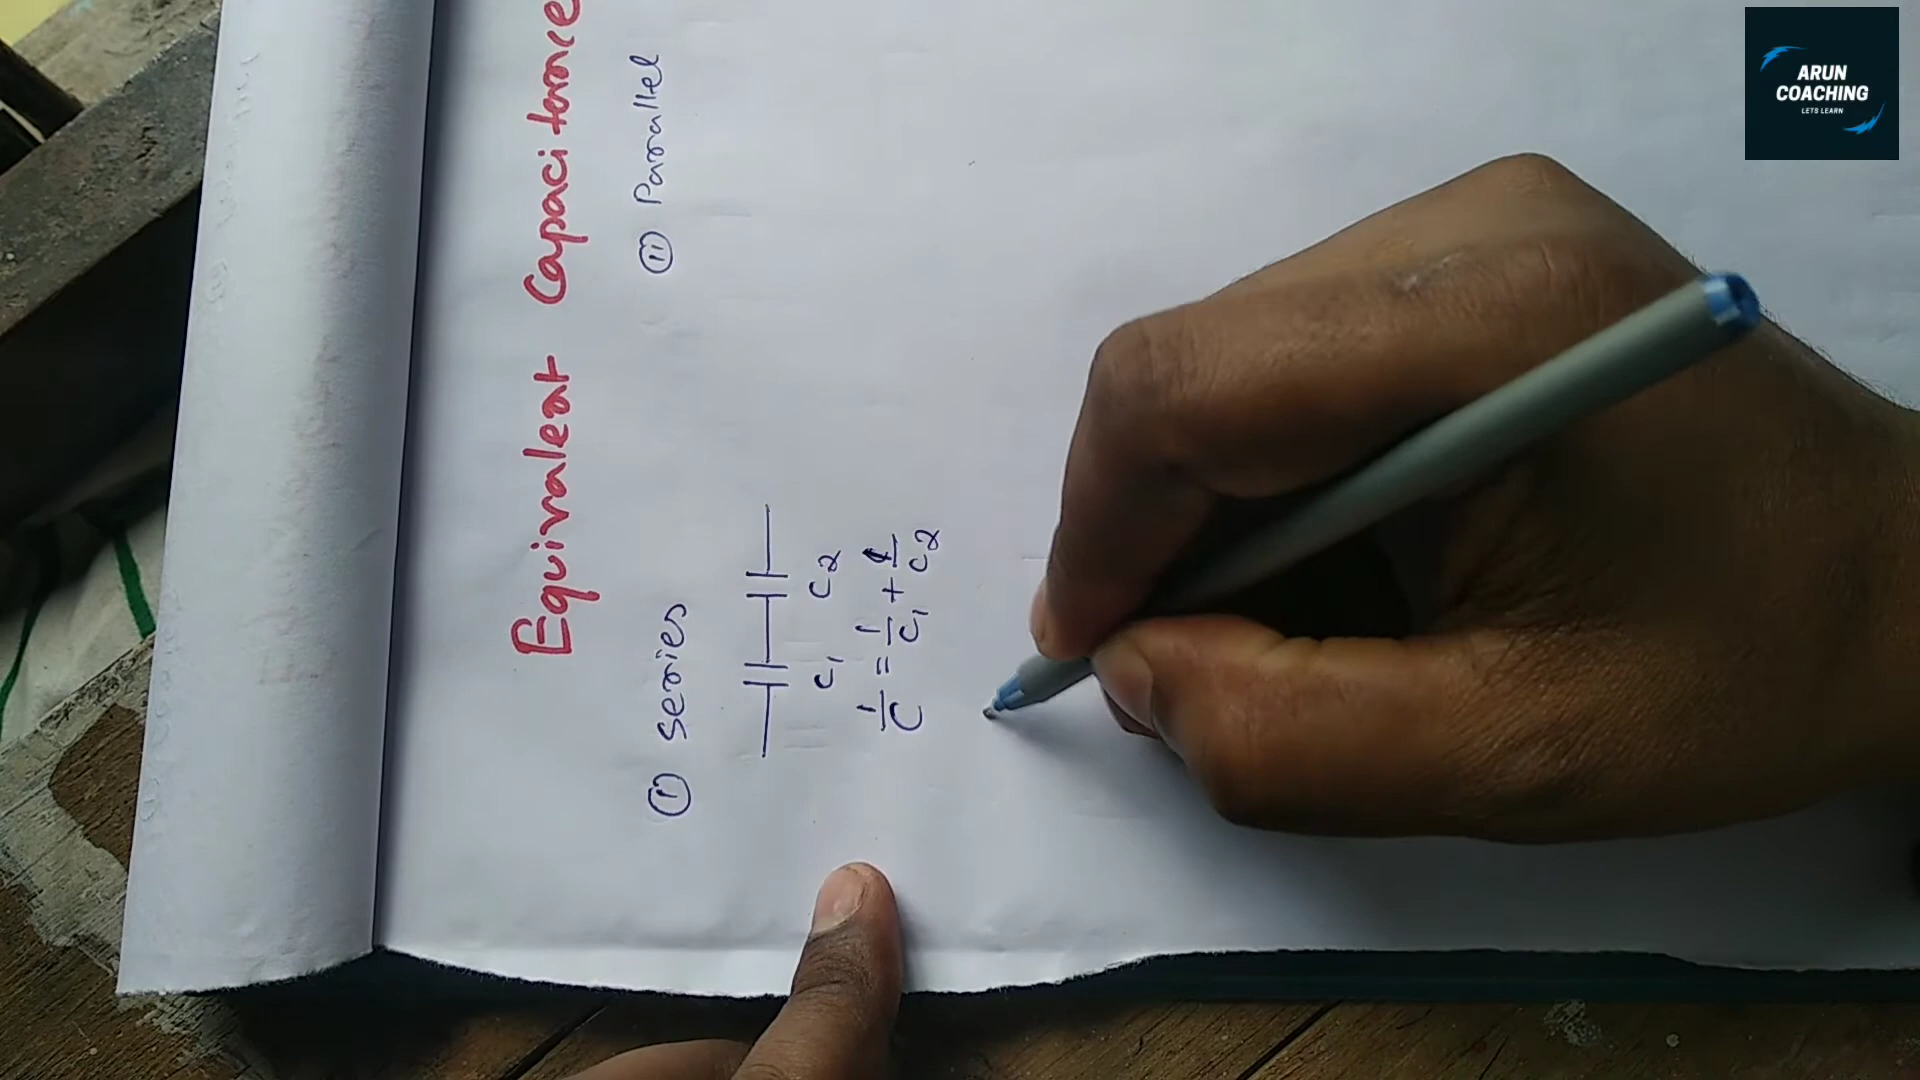 Equivalent Capacitance
(i) series
(ii) Parallel
C₁ C₂
1/C = 1/C₁ + 1/C₂
ARUN
COACHING
LETS LEARN